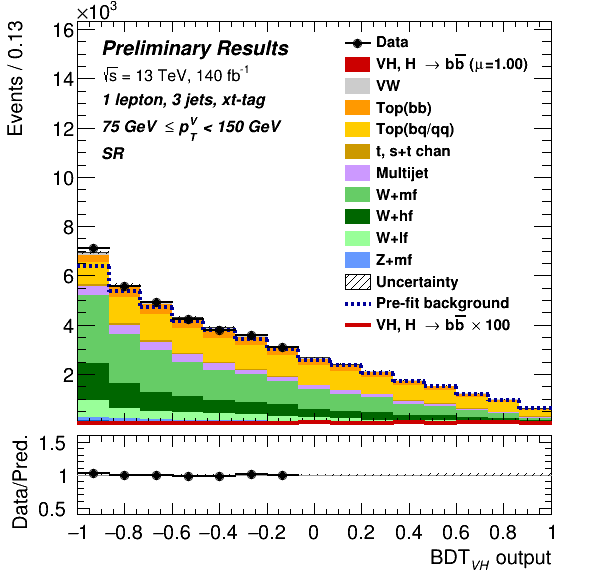 ×10³
Events / 0.13
16
14
12
10
8
6
4
2
Preliminary Results
√s = 13 TeV, 140 fb⁻¹
1 lepton, 3 jets, xt-tag
75 GeV ≤ p_T^V < 150 GeV
SR
Data
VH, H → bb̅ (μ=1.00)
VW
Top(bb)
Top(bq/qq)
t, s+t chan
Multijet
W+mf
W+hf
W+lf
Z+mf
Uncertainty
Pre-fit background
VH, H → bb̅ × 100
Data/Pred.
1.5
1
0.5
−1 −0.8 −0.6 −0.4 −0.2 0 0.2 0.4 0.6 0.8 1
BDT_VH output